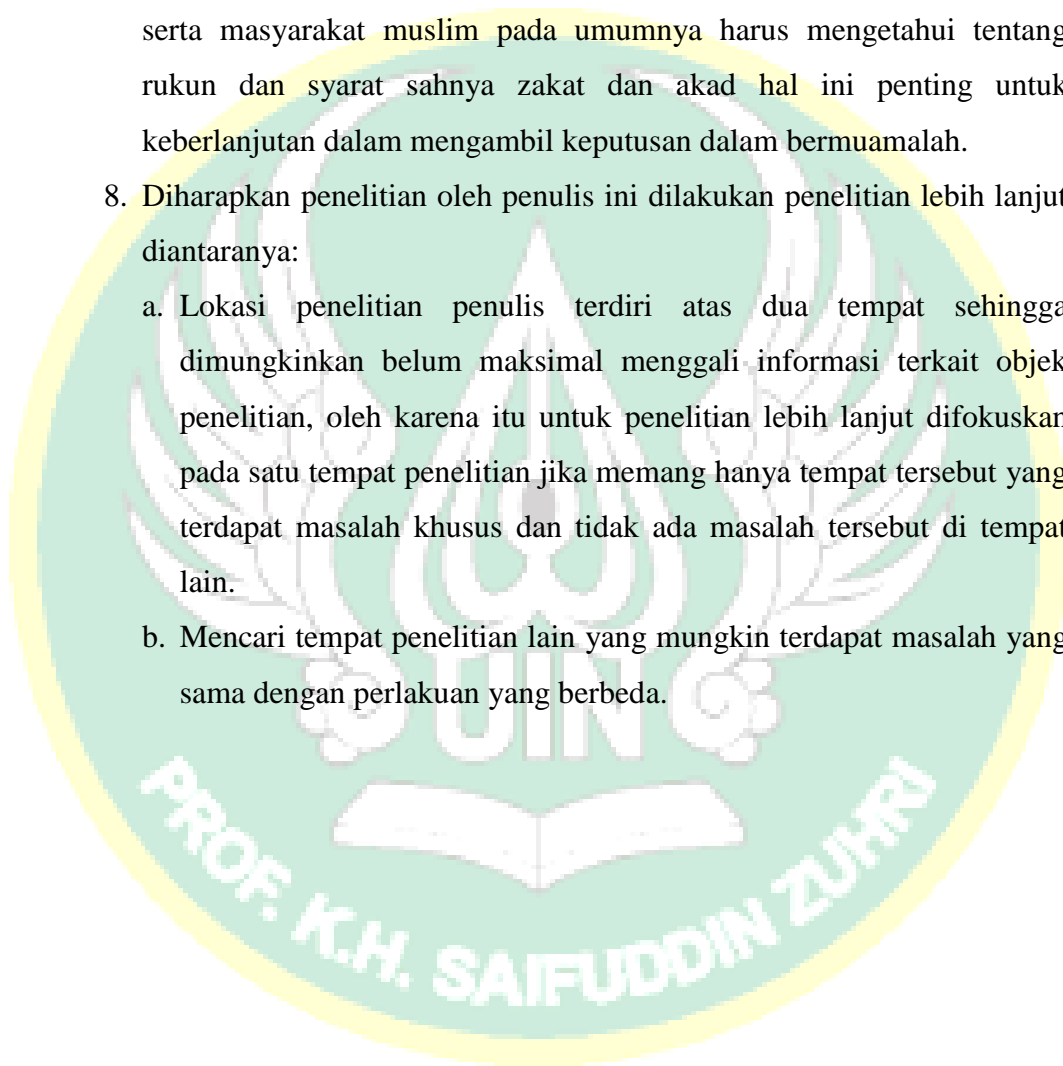 serta masyarakat muslim pada umumnya harus mengetahui tentang
rukun dan syarat sahnya zakat dan akad hal ini penting untuk
keberlanjutan dalam mengambil keputusan dalam bermuamalah.
8. Diharapkan penelitian oleh penulis ini dilakukan penelitian lebih lanjut
diantaranya:
a. Lokasi penelitian penulis terdiri atas dua tempat sehingga
dimungkinkan belum maksimal menggali informasi terkait objek
penelitian, oleh karena itu untuk penelitian lebih lanjut difokuskan
pada satu tempat penelitian jika memang hanya tempat tersebut yang
terdapat masalah khusus dan tidak ada masalah tersebut di tempat
lain.
b. Mencari tempat penelitian lain yang mungkin terdapat masalah yang
sama dengan perlakuan yang berbeda.
UIN
PROF. K.H. SAIFUDDIN ZUHRI